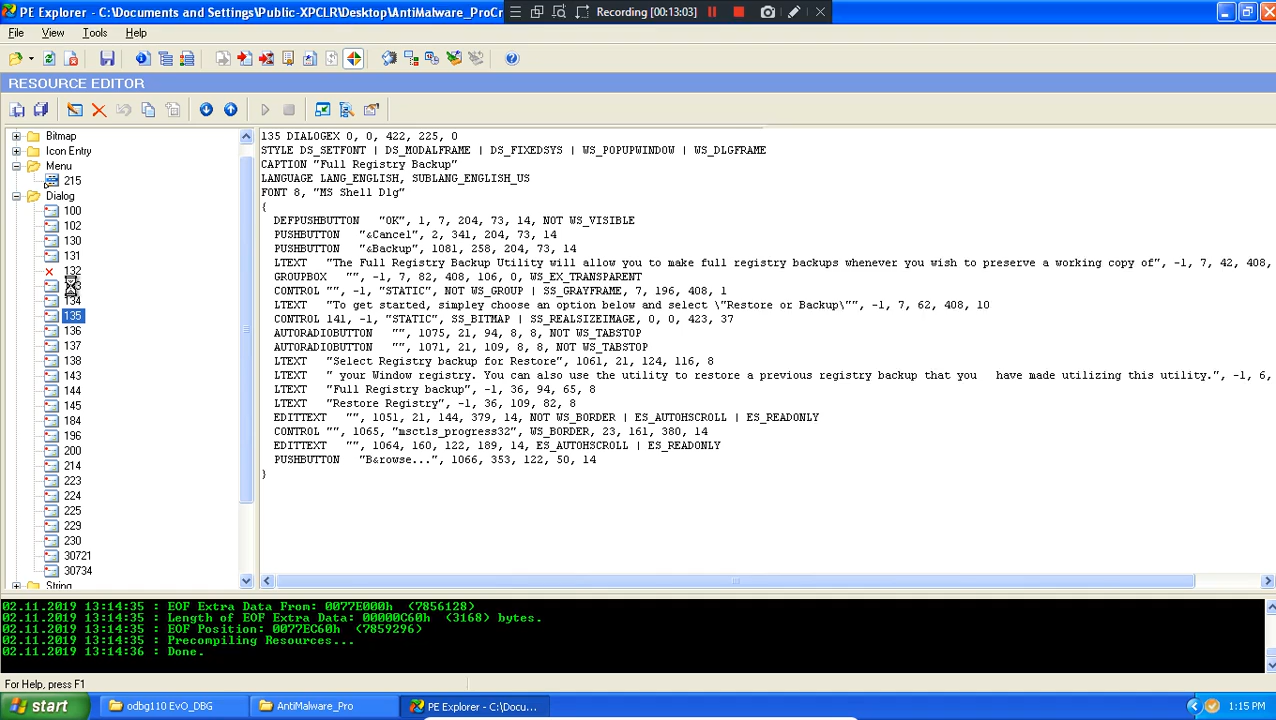 PE Explorer - C:\Documents and Settings\Public-XPCLR\Desktop\AntiMalware_ProCr
Recording [00:13:03]
File View Tools Help
RESOURCE EDITOR
Bitmap
Icon Entry
Menu
215
Dialog
100
102
130
131
132
134
135
136
137
138
143
144
145
184
196
200
214
223
224
225
229
230
30721
30734
String
135 DIALOGEX 0, 0, 422, 225, 0
STYLE DS_SETFONT | DS_MODALFRAME | DS_FIXEDSYS | WS_POPUPWINDOW | WS_DLGFRAME
CAPTION "Full Registry Backup"
LANGUAGE LANG_ENGLISH, SUBLANG_ENGLISH_US
FONT 8, "MS Shell Dlg"
{
DEFPUSHBUTTON "OK", 1, 7, 204, 73, 14, NOT WS_VISIBLE
PUSHBUTTON "&Cancel", 2, 341, 204, 73, 14
PUSHBUTTON "&Backup", 1081, 258, 204, 73, 14
LTEXT "The Full Registry Backup Utility will allow you to make full registry backups whenever you wish to preserve a working copy of", -1, 7, 42, 408,
GROUPBOX "", -1, 7, 82, 408, 106, 0, WS_EX_TRANSPARENT
CONTROL "", -1, "STATIC", NOT WS_GROUP | SS_GRAYFRAME, 7, 196, 408, 1
LTEXT "To get started, simpley choose an option below and select \"Restore or Backup\"", -1, 7, 62, 408, 10
CONTROL 141, -1, "STATIC", SS_BITMAP | SS_REALSIZEIMAGE, 0, 0, 423, 37
AUTORADIOBUTTON "", 1075, 21, 94, 8, 8, NOT WS_TABSTOP
AUTORADIOBUTTON "", 1071, 21, 109, 8, 8, NOT WS_TABSTOP
LTEXT "Select Registry backup for Restore", 1061, 21, 124, 116, 8
LTEXT " your Window registry. You can also use the utility to restore a previous registry backup that you have made utilizing this utility.", -1, 6,
LTEXT "Full Registry backup", -1, 36, 94, 65, 8
LTEXT "Restore Registry", -1, 36, 109, 82, 8
EDITTEXT "", 1051, 21, 144, 379, 14, NOT WS_BORDER | ES_AUTOHSCROLL | ES_READONLY
CONTROL "", 1065, "msctls_progress32", WS_BORDER, 23, 161, 380, 14
EDITTEXT "", 1064, 160, 122, 189, 14, ES_AUTOHSCROLL | ES_READONLY
PUSHBUTTON "B&rowse...", 1066, 353, 122, 50, 14
}
02.11.2019 13:14:35 : EOF Extra Data From: 0077E000h (7856128)
02.11.2019 13:14:35 : Length of EOF Extra Data: 00000C60h (3168) bytes.
02.11.2019 13:14:35 : EOF Position: 0077EC60h (7859296)
02.11.2019 13:14:35 : Precompiling Resources...
02.11.2019 13:14:36 : Done.
For Help, press F1
start odbg110 EvO_DBG AntiMalware_Pro PE Explorer - C:\Docu... 1:15 PM